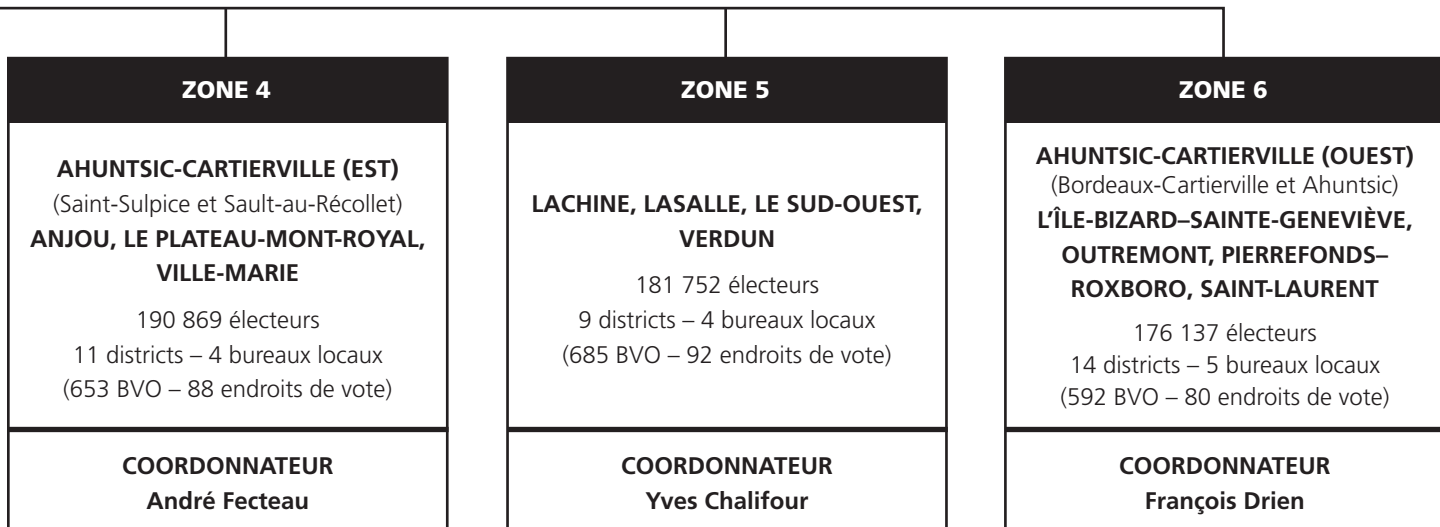 ZONE 4
AHUNTSIC-CARTIERVILLE (EST)
(Saint-Sulpice et Sault-au-Récollet)
ANJOU, LE PLATEAU-MONT-ROYAL,
VILLE-MARIE
190 869 électeurs
11 districts – 4 bureaux locaux
(653 BVO – 88 endroits de vote)
COORDONNATEUR
André Fecteau
ZONE 5
LACHINE, LASALLE, LE SUD-OUEST,
VERDUN
181 752 électeurs
9 districts – 4 bureaux locaux
(685 BVO – 92 endroits de vote)
COORDONNATEUR
Yves Chalifour
ZONE 6
AHUNTSIC-CARTIERVILLE (OUEST)
(Bordeaux-Cartierville et Ahuntsic)
L’ÎLE-BIZARD–SAINTE-GENEVIÈVE,
OUTREMONT, PIERREFONDS–
ROXBORO, SAINT-LAURENT
176 137 électeurs
14 districts – 5 bureaux locaux
(592 BVO – 80 endroits de vote)
COORDONNATEUR
François Drien